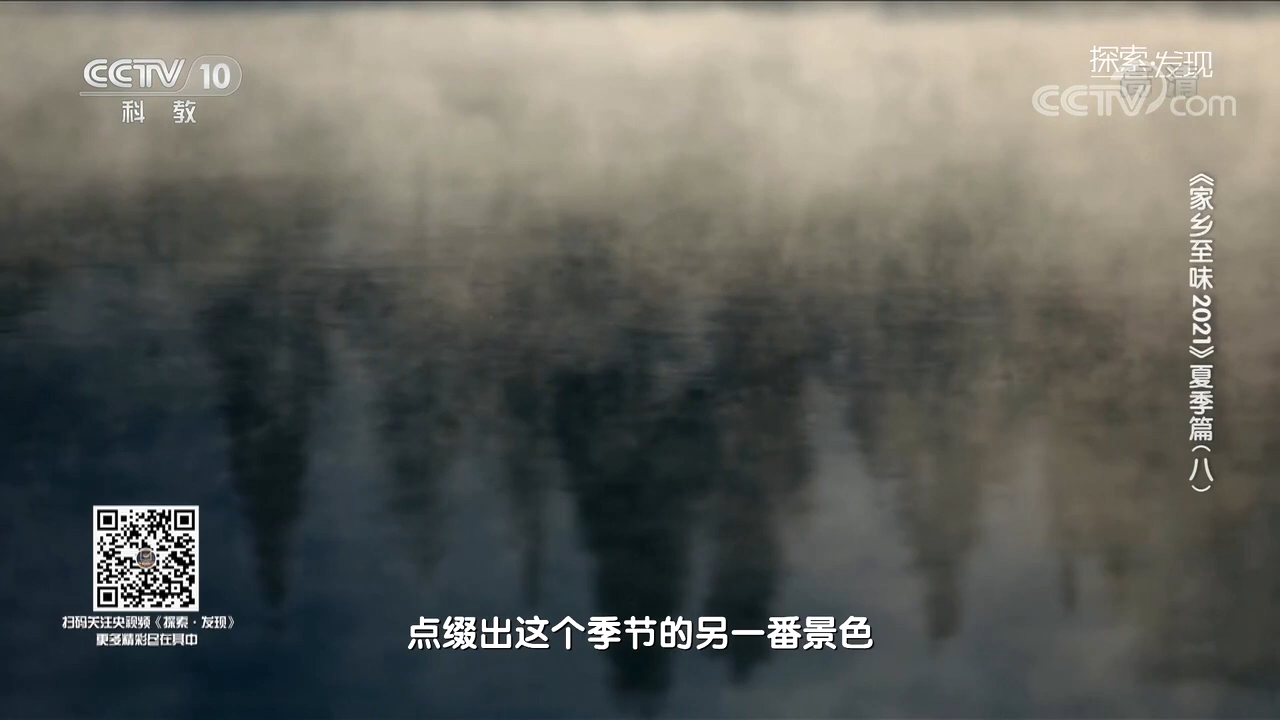 CCTV 10
科教
探索·发现
高清
CCTV.com
《家乡至味2021》夏季篇(八)
扫码关注央视频《探索·发现》
更多精彩尽在其中
点缀出这个季节的另一番景色